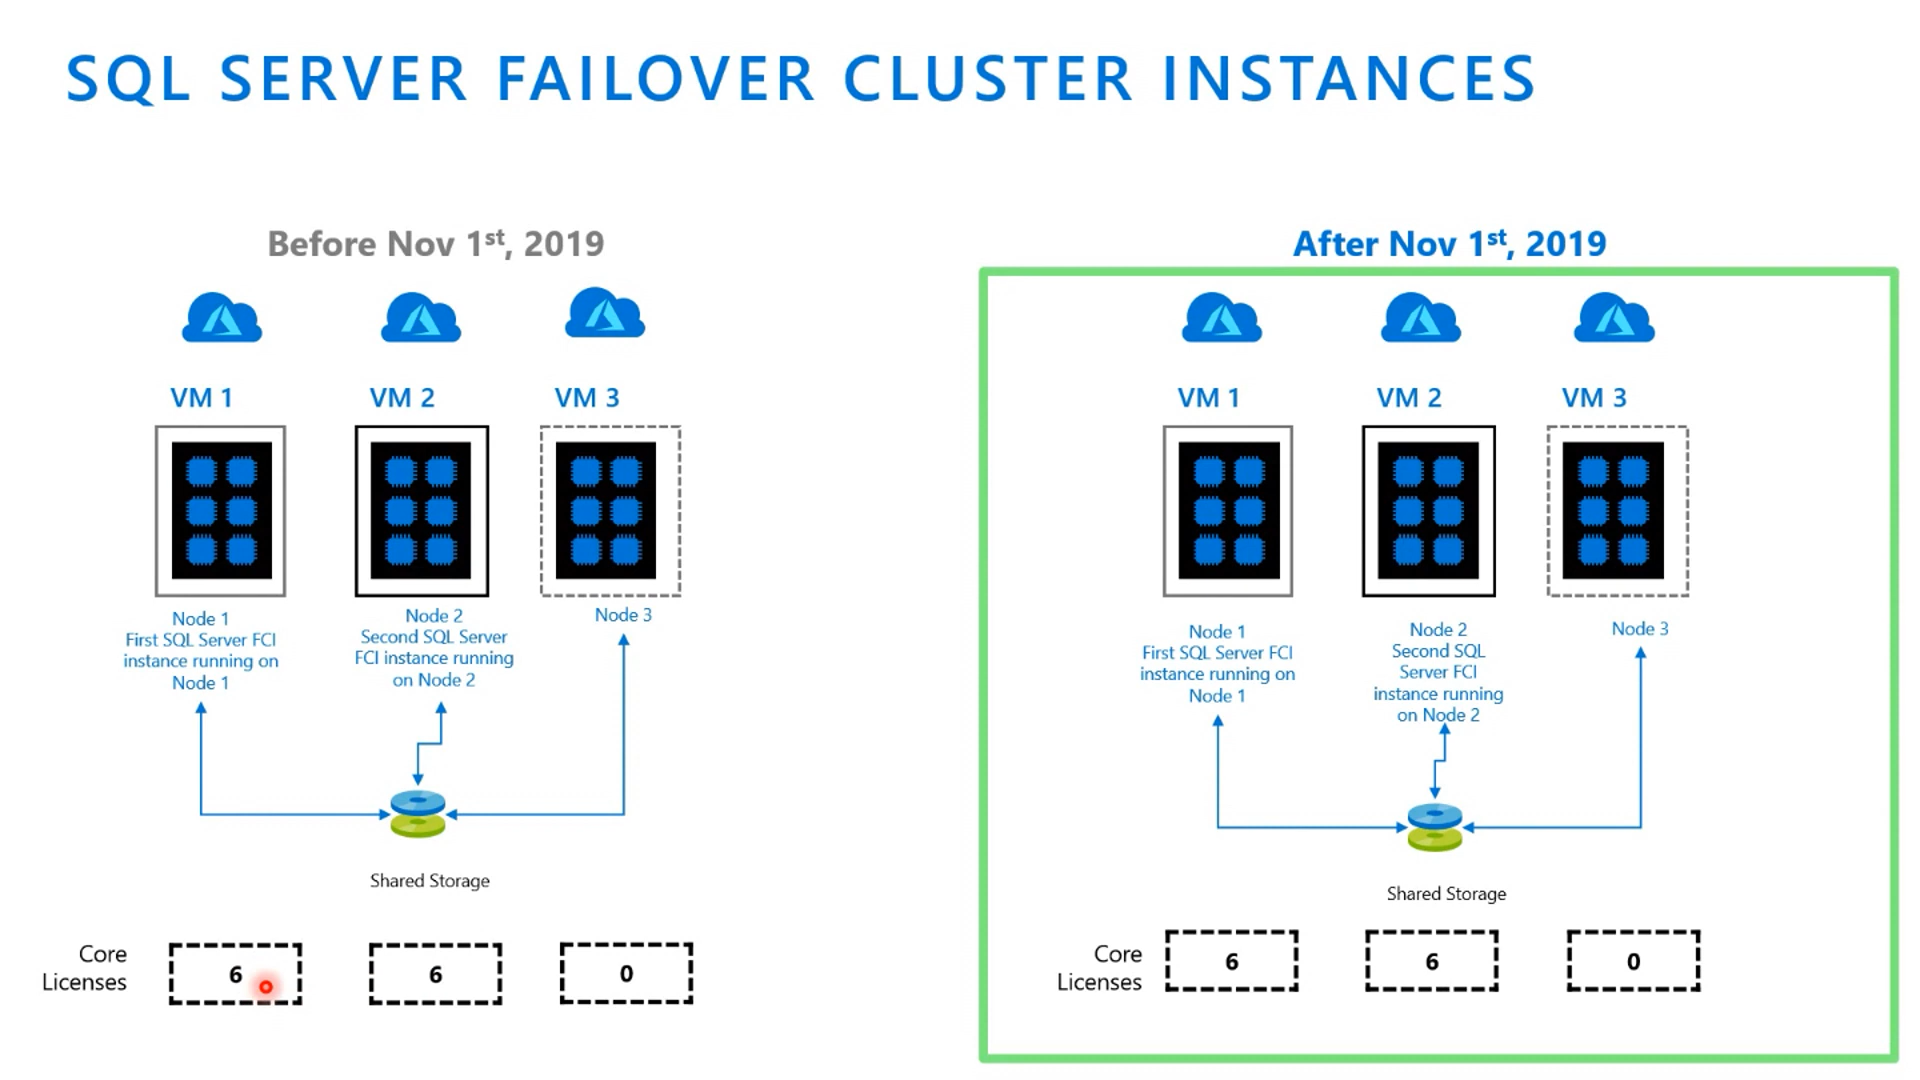 SQL SERVER FAILOVER CLUSTER INSTANCES
Before Nov 1st, 2019
VM 1
VM 2
VM 3
Node 1
First SQL Server FCI
instance running on
Node 1
Node 2
Second SQL Server
FCI instance running
on Node 2
Node 3
Shared Storage
Core
Licenses
6
6
0
After Nov 1st, 2019
VM 1
VM 2
VM 3
Node 1
First SQL Server FCI
instance running on
Node 1
Node 2
Second SQL
Server FCI
instance running
on Node 2
Node 3
Shared Storage
Core
Licenses
6
6
0